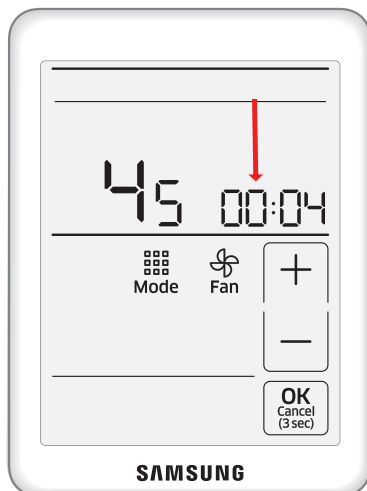 45 00:04
Mode Fan +
−
OK
Cancel
(3 sec)
SAMSUNG